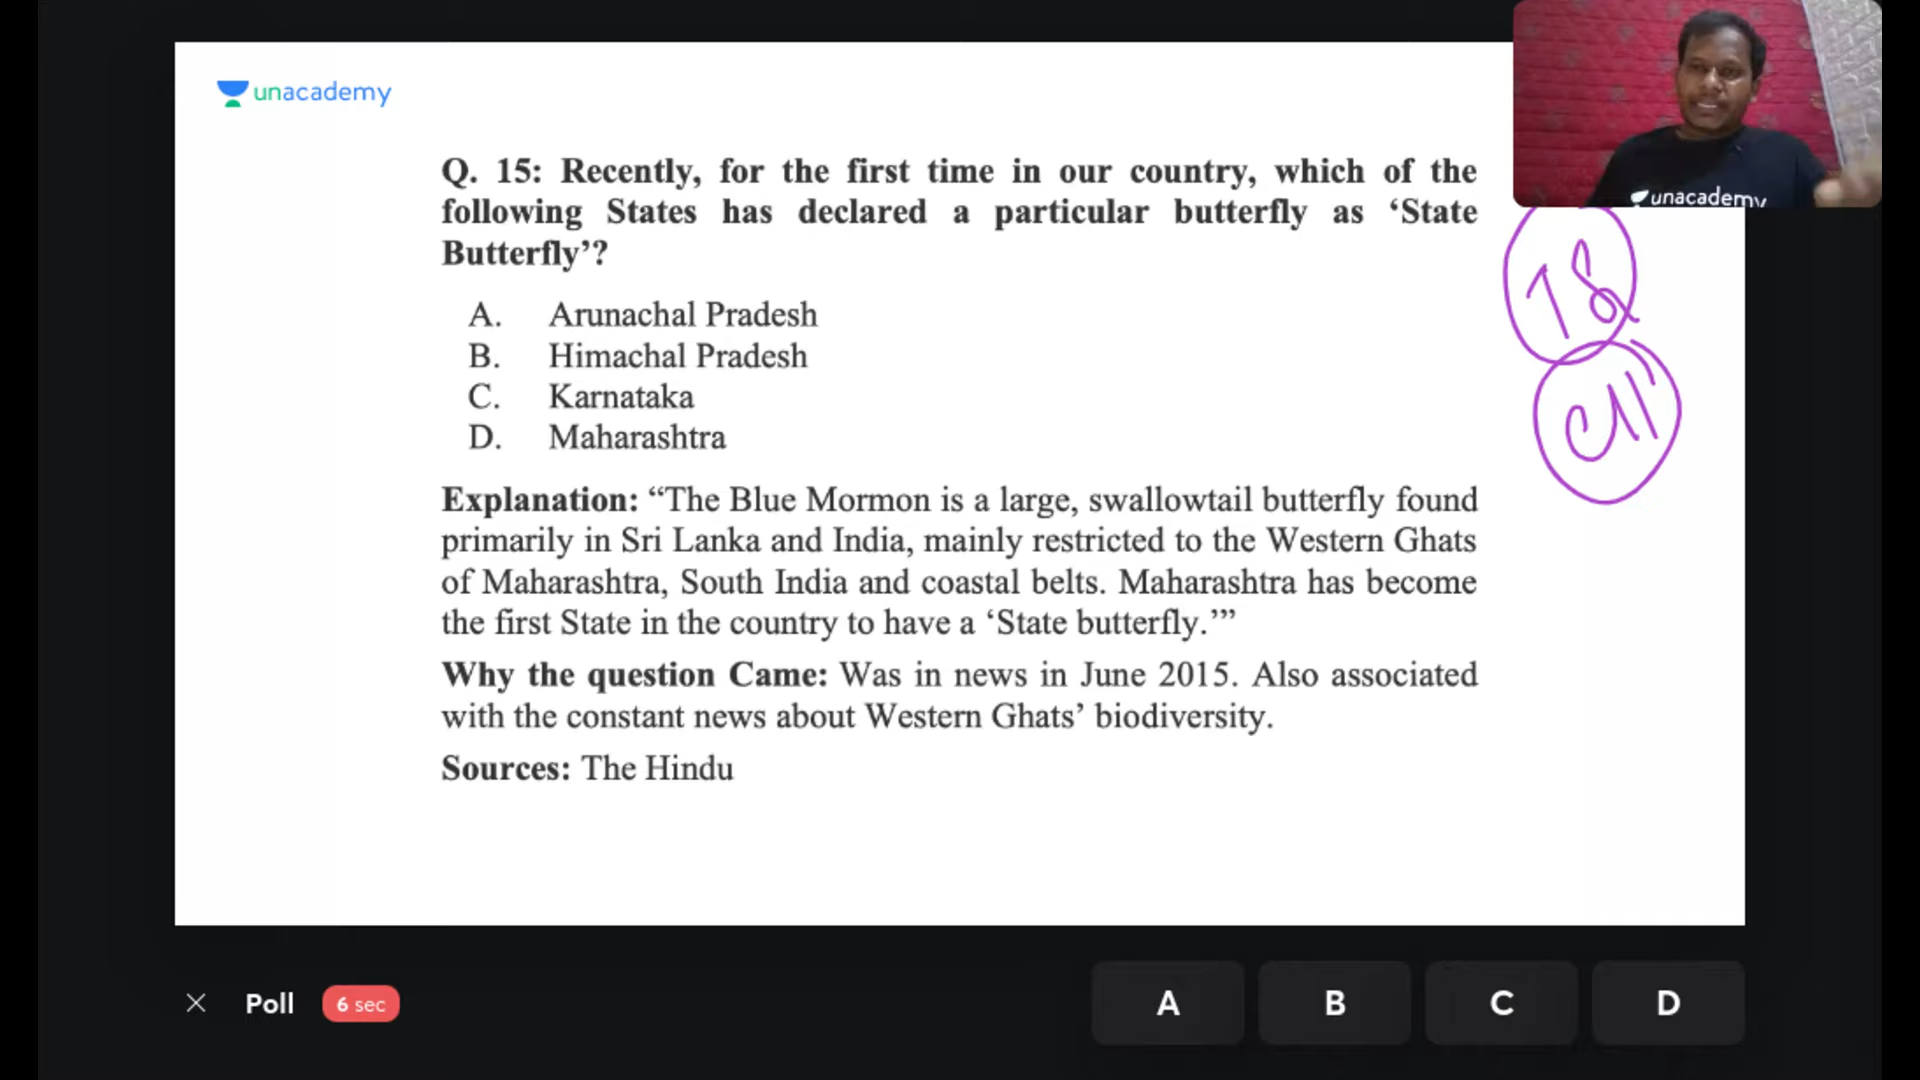 unacademy
unacademy
Q. 15: Recently, for the first time in our country, which of the
following States has declared a particular butterfly as ‘State
Butterfly’?
A. Arunachal Pradesh
B. Himachal Pradesh
C. Karnataka
D. Maharashtra
Explanation: “The Blue Mormon is a large, swallowtail butterfly found
primarily in Sri Lanka and India, mainly restricted to the Western Ghats
of Maharashtra, South India and coastal belts. Maharashtra has become
the first State in the country to have a ‘State butterfly.’”
Why the question Came: Was in news in June 2015. Also associated
with the constant news about Western Ghats’ biodiversity.
Sources: The Hindu
Poll 6 sec A B C D